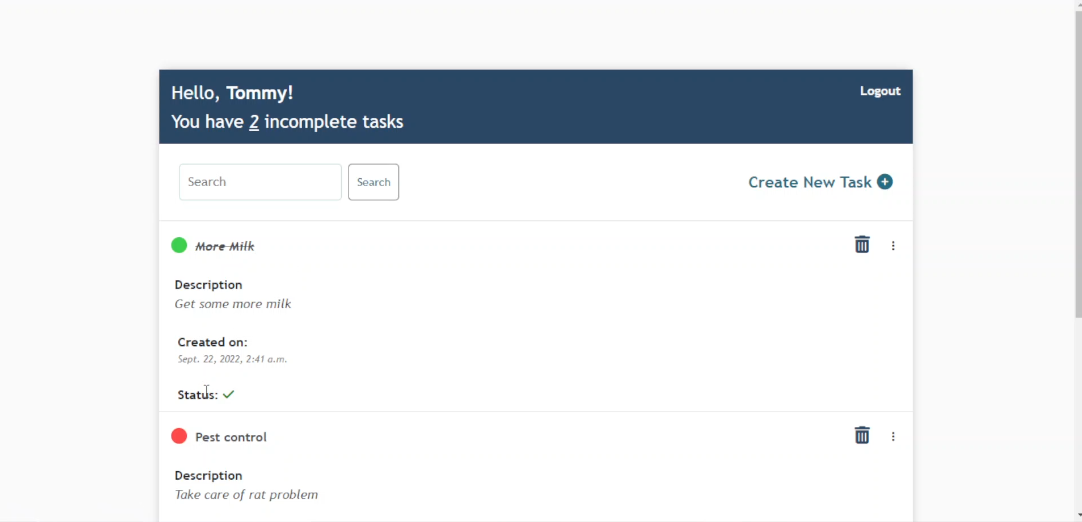 Hello, Tommy!
Logout
You have 2 incomplete tasks
Search
Search
Create New Task
More Milk
Description
Get some more milk
Created on:
Sept. 22, 2022, 2:41 a.m.
Status:
Pest control
Description
Take care of rat problem